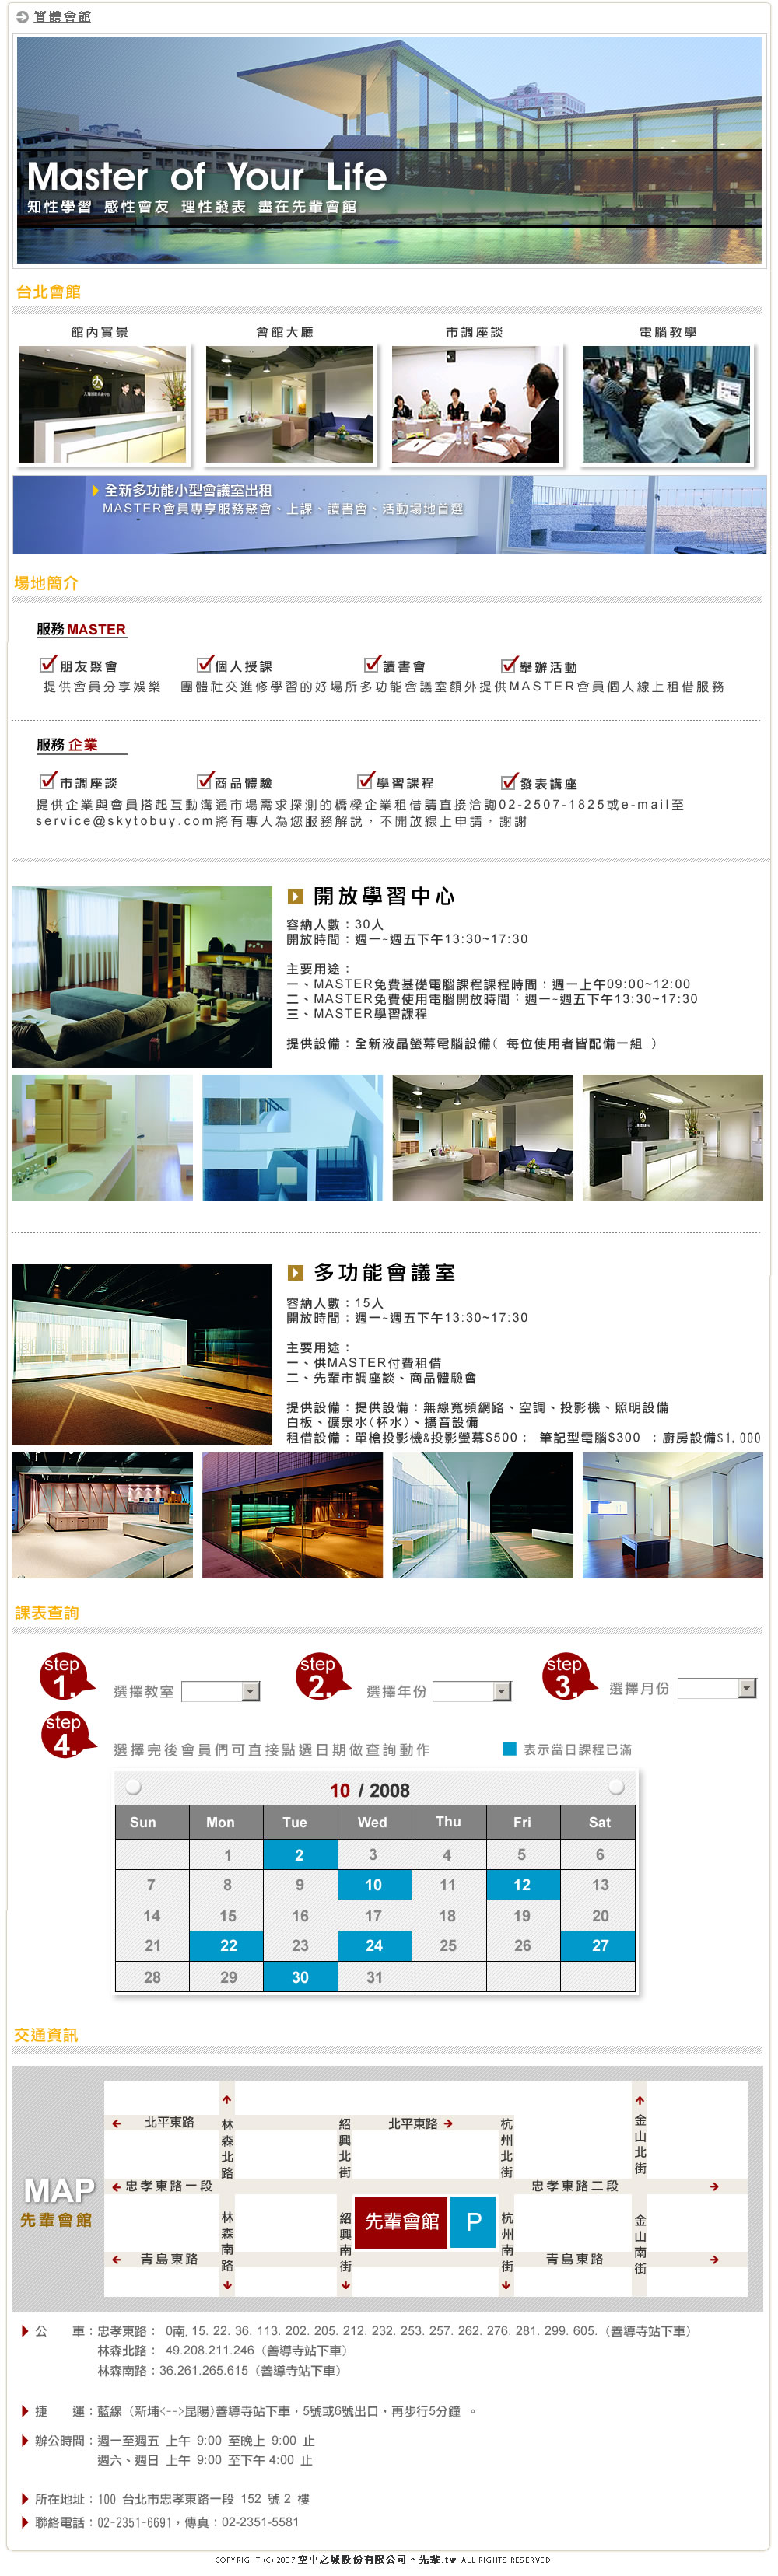 實體會館
Master of Your Life
知性學習 感性會友 理性發表 盡在先輩會館
台北會館
館內實景 會館大廳 市調座談 電腦教學
全新多功能小型會議室出租
MASTER會員專享服務聚會、上課、讀書會、活動場地首選
場地簡介
服務 MASTER
朋友聚會 個人授課 讀書會 舉辦活動
提供會員分享娛樂 團體社交進修學習的好場所多功能會議室額外提供MASTER會員個人線上租借服務
服務 企業
市調座談 商品體驗 學習課程 發表講座
提供企業與會員搭起互動溝通市場需求探測的橋樑企業租借請直接洽詢02-2507-1825或e-mail至
service@skytobuy.com將有專人為您服務解說，不開放線上申請，謝謝
開放學習中心
容納人數：30人
開放時間：週一~週五下午13:30~17:30
主要用途：
一、MASTER免費基礎電腦課程課程時間：週一上午09:00~12:00
二、MASTER免費使用電腦開放時間：週一~週五下午13:30~17:30
三、MASTER學習課程
提供設備：全新液晶螢幕電腦設備( 每位使用者皆配備一組 )
多功能會議室
容納人數：15人
開放時間：週一~週五下午13:30~17:30
主要用途：
一、供MASTER付費租借
二、先輩市調座談、商品體驗會
提供設備：提供設備：無線寬頻網路、空調、投影機、照明設備
白板、礦泉水(杯水)、擴音設備
租借設備：單槍投影機&投影螢幕$500； 筆記型電腦$300 ；廚房設備$1,000
課表查詢
step 1. 選擇教室
step 2. 選擇年份
step 3. 選擇月份
step 4. 選擇完後會員們可直接點選日期做查詢動作 表示當日課程已滿
10 / 2008
Sun Mon Tue Wed Thu Fri Sat
1 2 3 4 5 6
7 8 9 10 11 12 13
14 15 16 17 18 19 20
21 22 23 24 25 26 27
28 29 30 31
交通資訊
MAP
先輩會館
北平東路
林森北路
紹興北街
北平東路
杭州北街
金山北街
忠孝東路一段
忠孝東路二段
林森南路
紹興南街
先輩會館
P
杭州南街
金山南街
青島東路
青島東路
公 車：忠孝東路： 0南. 15. 22. 36. 113. 202. 205. 212. 232. 253. 257. 262. 276. 281. 299. 605.（善導寺站下車）
林森北路： 49.208.211.246（善導寺站下車）
林森南路：36.261.265.615（善導寺站下車）
捷 運：藍線（新埔<-->昆陽)善導寺站下車，5號或6號出口，再步行5分鐘 。
辦公時間：週一至週五 上午 9:00 至晚上 9:00 止
週六、週日 上午 9:00 至下午 4:00 止
所在地址：100 台北市忠孝東路一段 152 號 2 樓
聯絡電話：02-2351-6691，傳真：02-2351-5581
COPYRIGHT (C) 2007 空中之城股份有限公司。先輩.tw ALL RIGHTS RESERVED.